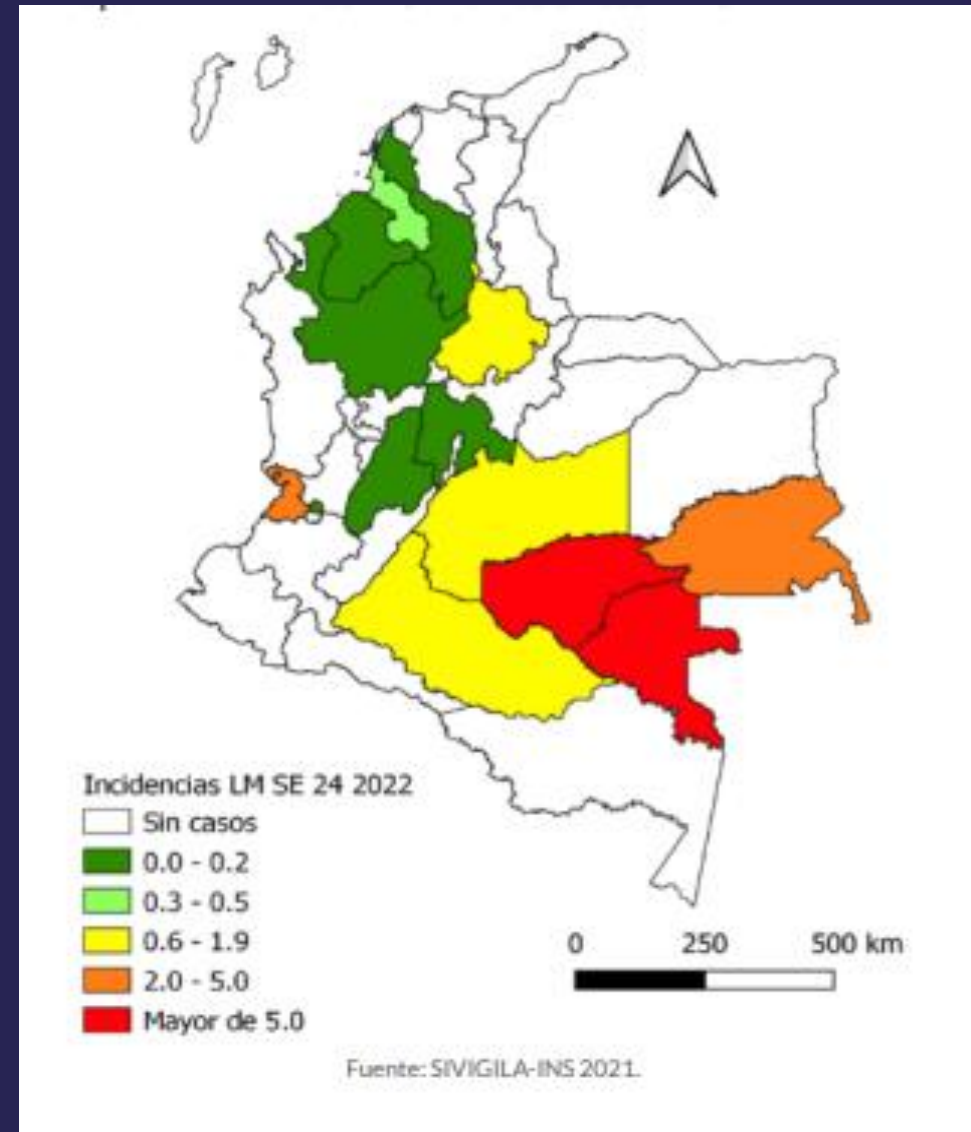 Incidencias LM SE 24 2022
Sin casos
0.0 - 0.2
0.3 - 0.5
0.6 - 1.9
2.0 - 5.0
Mayor de 5.0
0 250 500 km
Fuente: SIVIGILA-INS 2021.